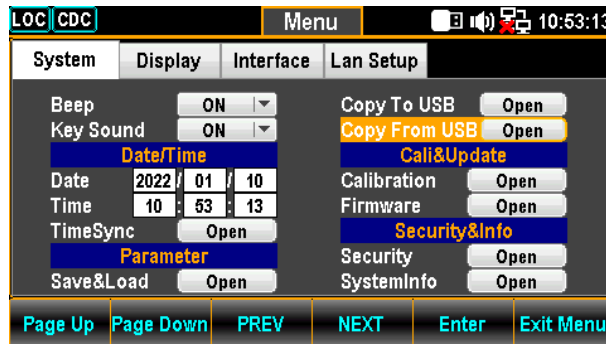 LOC CDC Menu 10:53:13
System Display Interface Lan Setup
Beep ON Copy To USB Open
Key Sound ON Copy From USB Open
Date/Time Cali&Update
Date 2022 / 01 / 10 Calibration Open
Time 10 : 53 : 13 Firmware Open
TimeSync Open Security&Info
Parameter Security Open
Save&Load Open SystemInfo Open
Page Up Page Down PREV NEXT Enter Exit Menu